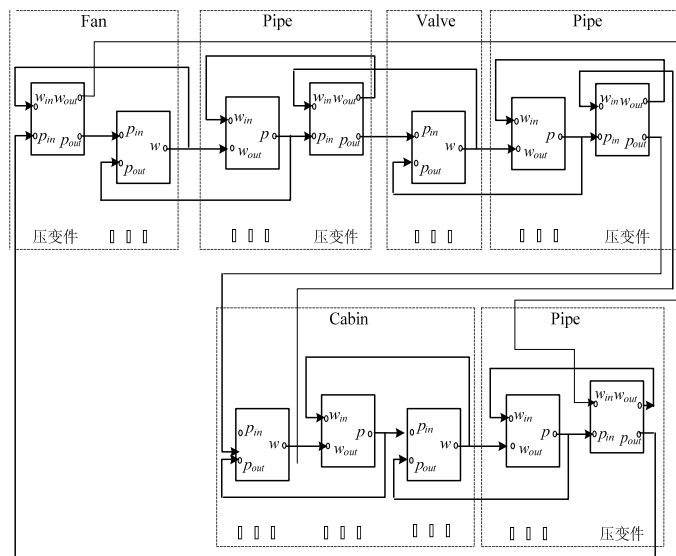 Fan Pipe Valve Pipe
win wout
pin pout
pin w
pout
win p
wout
win wout
pin pout
pin w
pout
win p
wout
win wout
pin pout
压变件 压变件 压变件
Cabin Pipe
pin w
pout
win p
wout
pin w
pout
win p
wout
win wout
pin pout
压变件